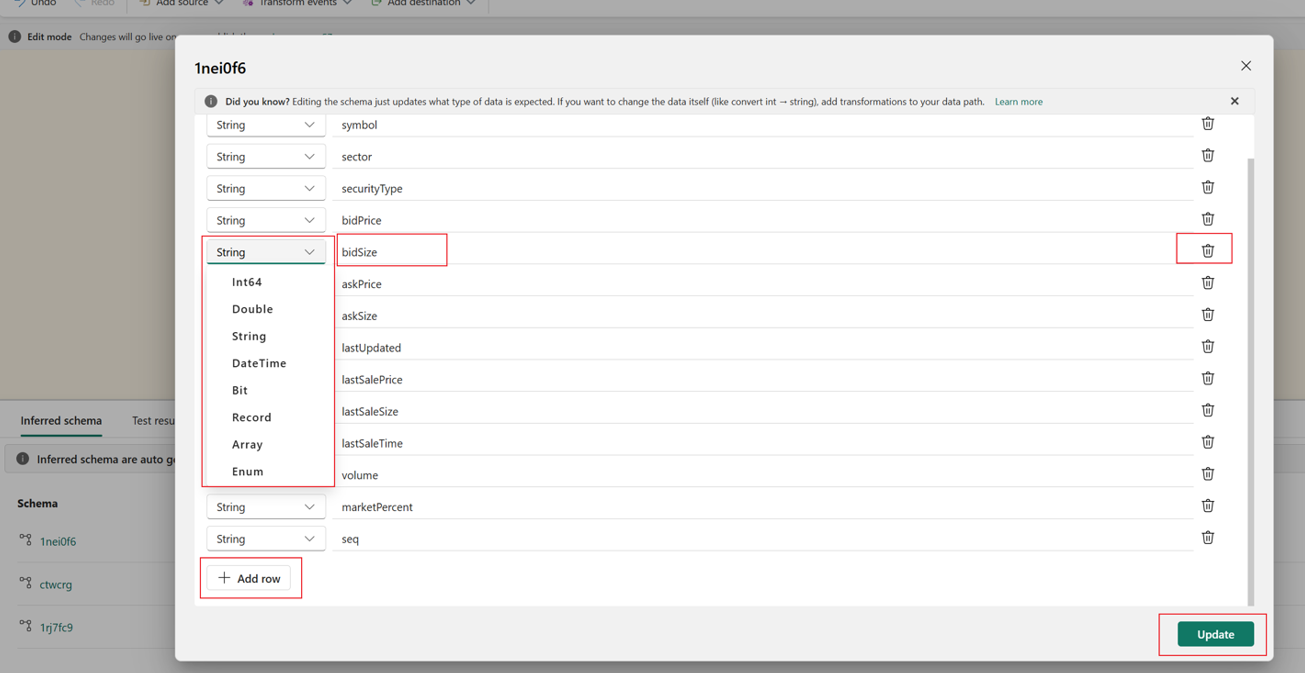 Undo Redo Add source Transform events Add destination
Edit mode Changes will go live on
1nei0f6
Did you know? Editing the schema just updates what type of data is expected. If you want to change the data itself (like convert int → string), add transformations to your data path. Learn more
String symbol
String sector
String securityType
String bidPrice
String bidSize
Int64
askPrice
Double
askSize
String
lastUpdated
DateTime
lastSalePrice
Bit
lastSaleSize
Record
lastSaleTime
Array
volume
Enum
String marketPercent
String seq
Add row
Update
Inferred schema Test resu
Inferred schema are auto ge
Schema
1nei0f6
ctwcrg
1rj7fc9